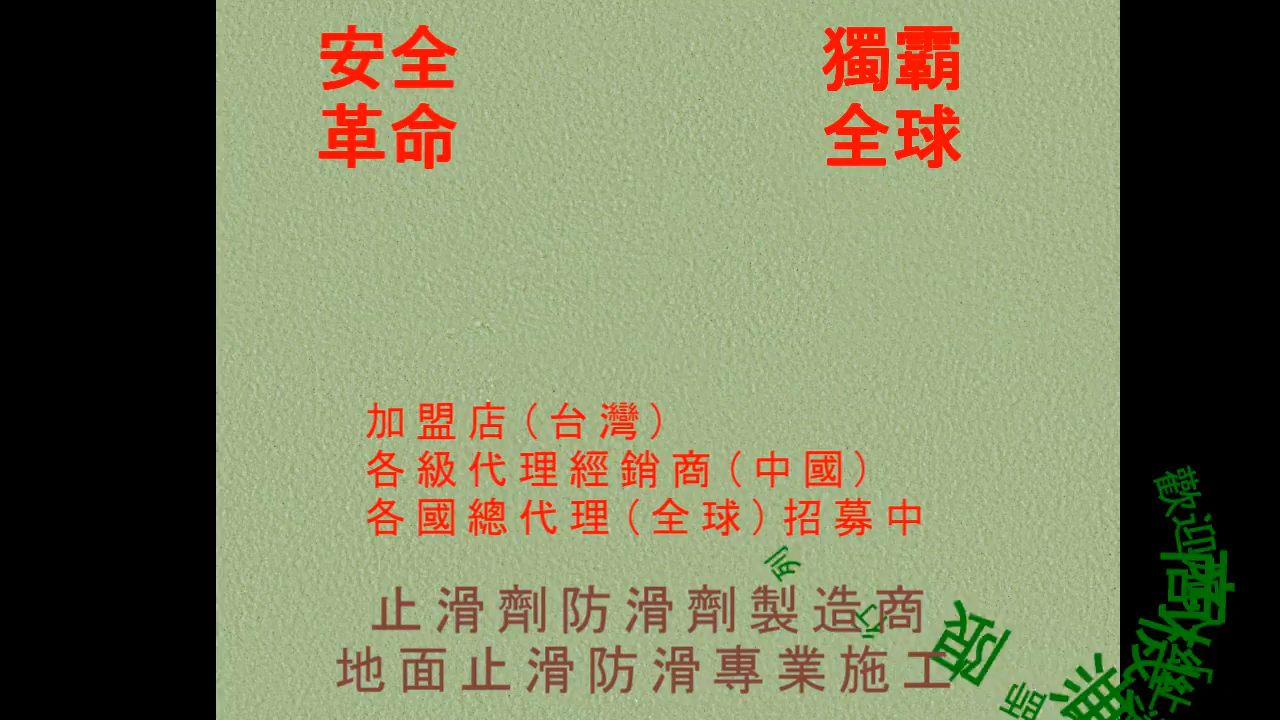 安全 獨霸
革命 全球
加盟店(台灣)
各級代理經銷商(中國)
各國總代理(全球)招募中
止滑劑防滑劑製造商
地面止滑防滑專業施工
歡迎